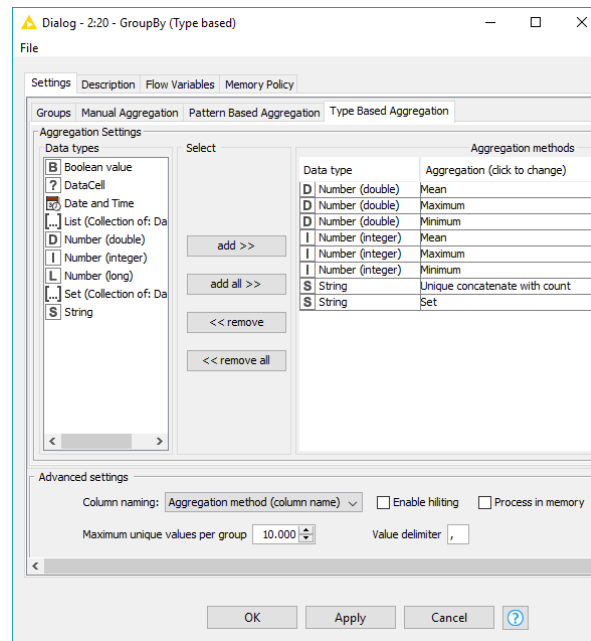 Dialog - 2:20 - GroupBy (Type based)
File
Settings Description Flow Variables Memory Policy
Groups Manual Aggregation Pattern Based Aggregation Type Based Aggregation
Aggregation Settings
Data types
B Boolean value
? DataCell
Date and Time
[...] List (Collection of: Da
D Number (double)
I Number (integer)
L Number (long)
[...] Set (Collection of: Da
S String
Select
add >>
add all >>
<< remove
<< remove all
Aggregation methods
Data type Aggregation (click to change)
D Number (double) Mean
D Number (double) Maximum
D Number (double) Minimum
I Number (integer) Mean
I Number (integer) Maximum
I Number (integer) Minimum
S String Unique concatenate with count
S String Set
Advanced settings
Column naming: Aggregation method (column name) Enable hiliting Process in memory
Maximum unique values per group 10.000 Value delimiter ,
OK Apply Cancel ?